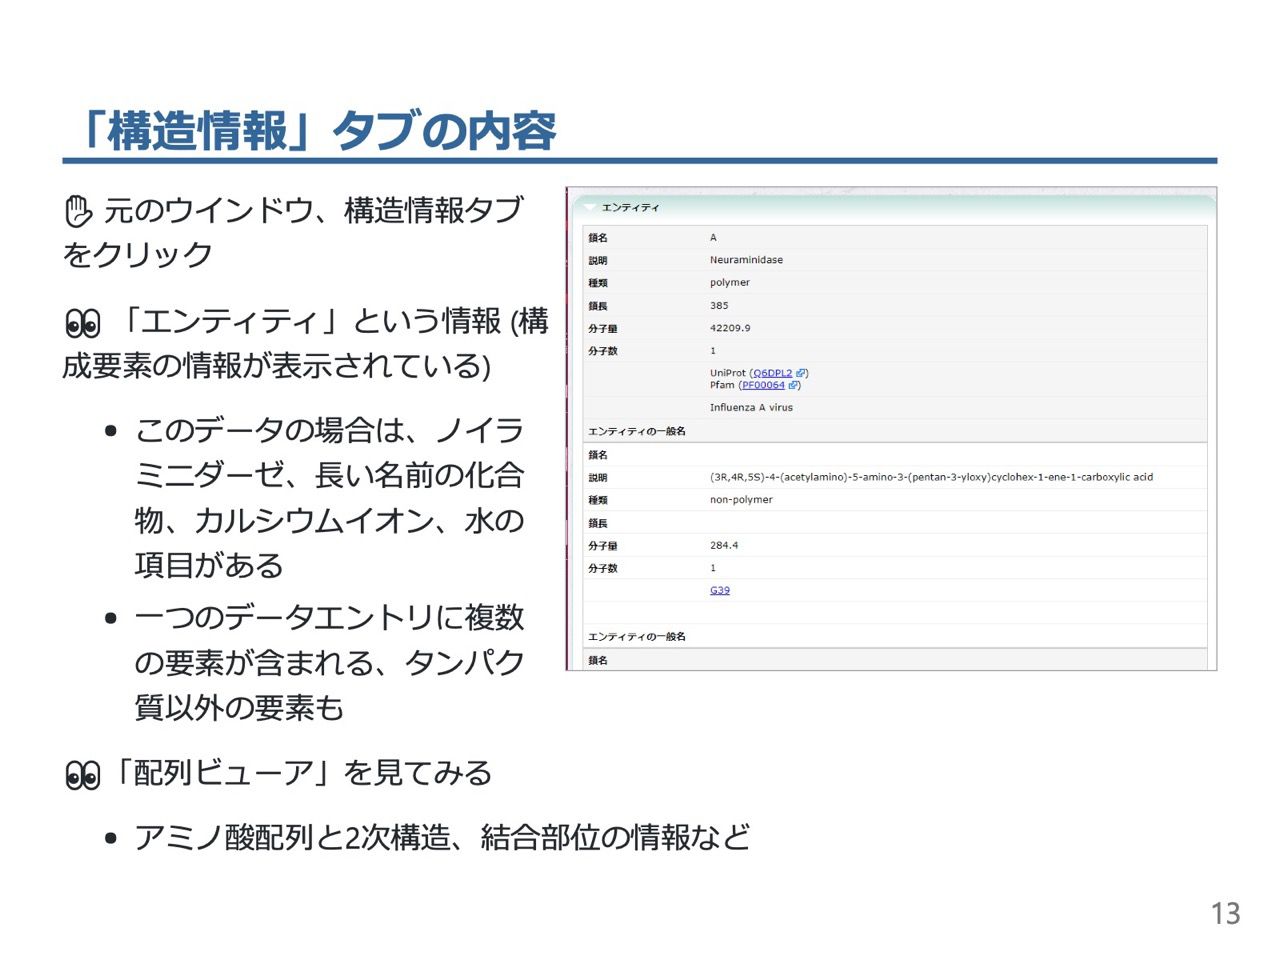 「構造情報」タブの内容
✋ 元のウインドウ、構造情報タブ
をクリック
👀 「エンティティ」という情報 (構
成要素の情報が表示されている)
• このデータの場合は、ノイラ
ミニダーゼ、長い名前の化合
物、カルシウムイオン、水の
項目がある
• 一つのデータエントリに複数
の要素が含まれる、タンパク
質以外の要素も
👀 「配列ビューア」を見てみる
• アミノ酸配列と2次構造、結合部位の情報など
エンティティ
鎖名 A
説明 Neuraminidase
種類 polymer
鎖長 385
分子量 42209.9
分子数 1
UniProt (Q6DPL2)
Pfam (PF00064)
Influenza A virus
エンティティの一般名
鎖名
説明 (3R,4R,5S)-4-(acetylamino)-5-amino-3-(pentan-3-yloxy)cyclohex-1-ene-1-carboxylic acid
種類 non-polymer
鎖長
分子量 284.4
分子数 1
G39
エンティティの一般名
鎖名
13